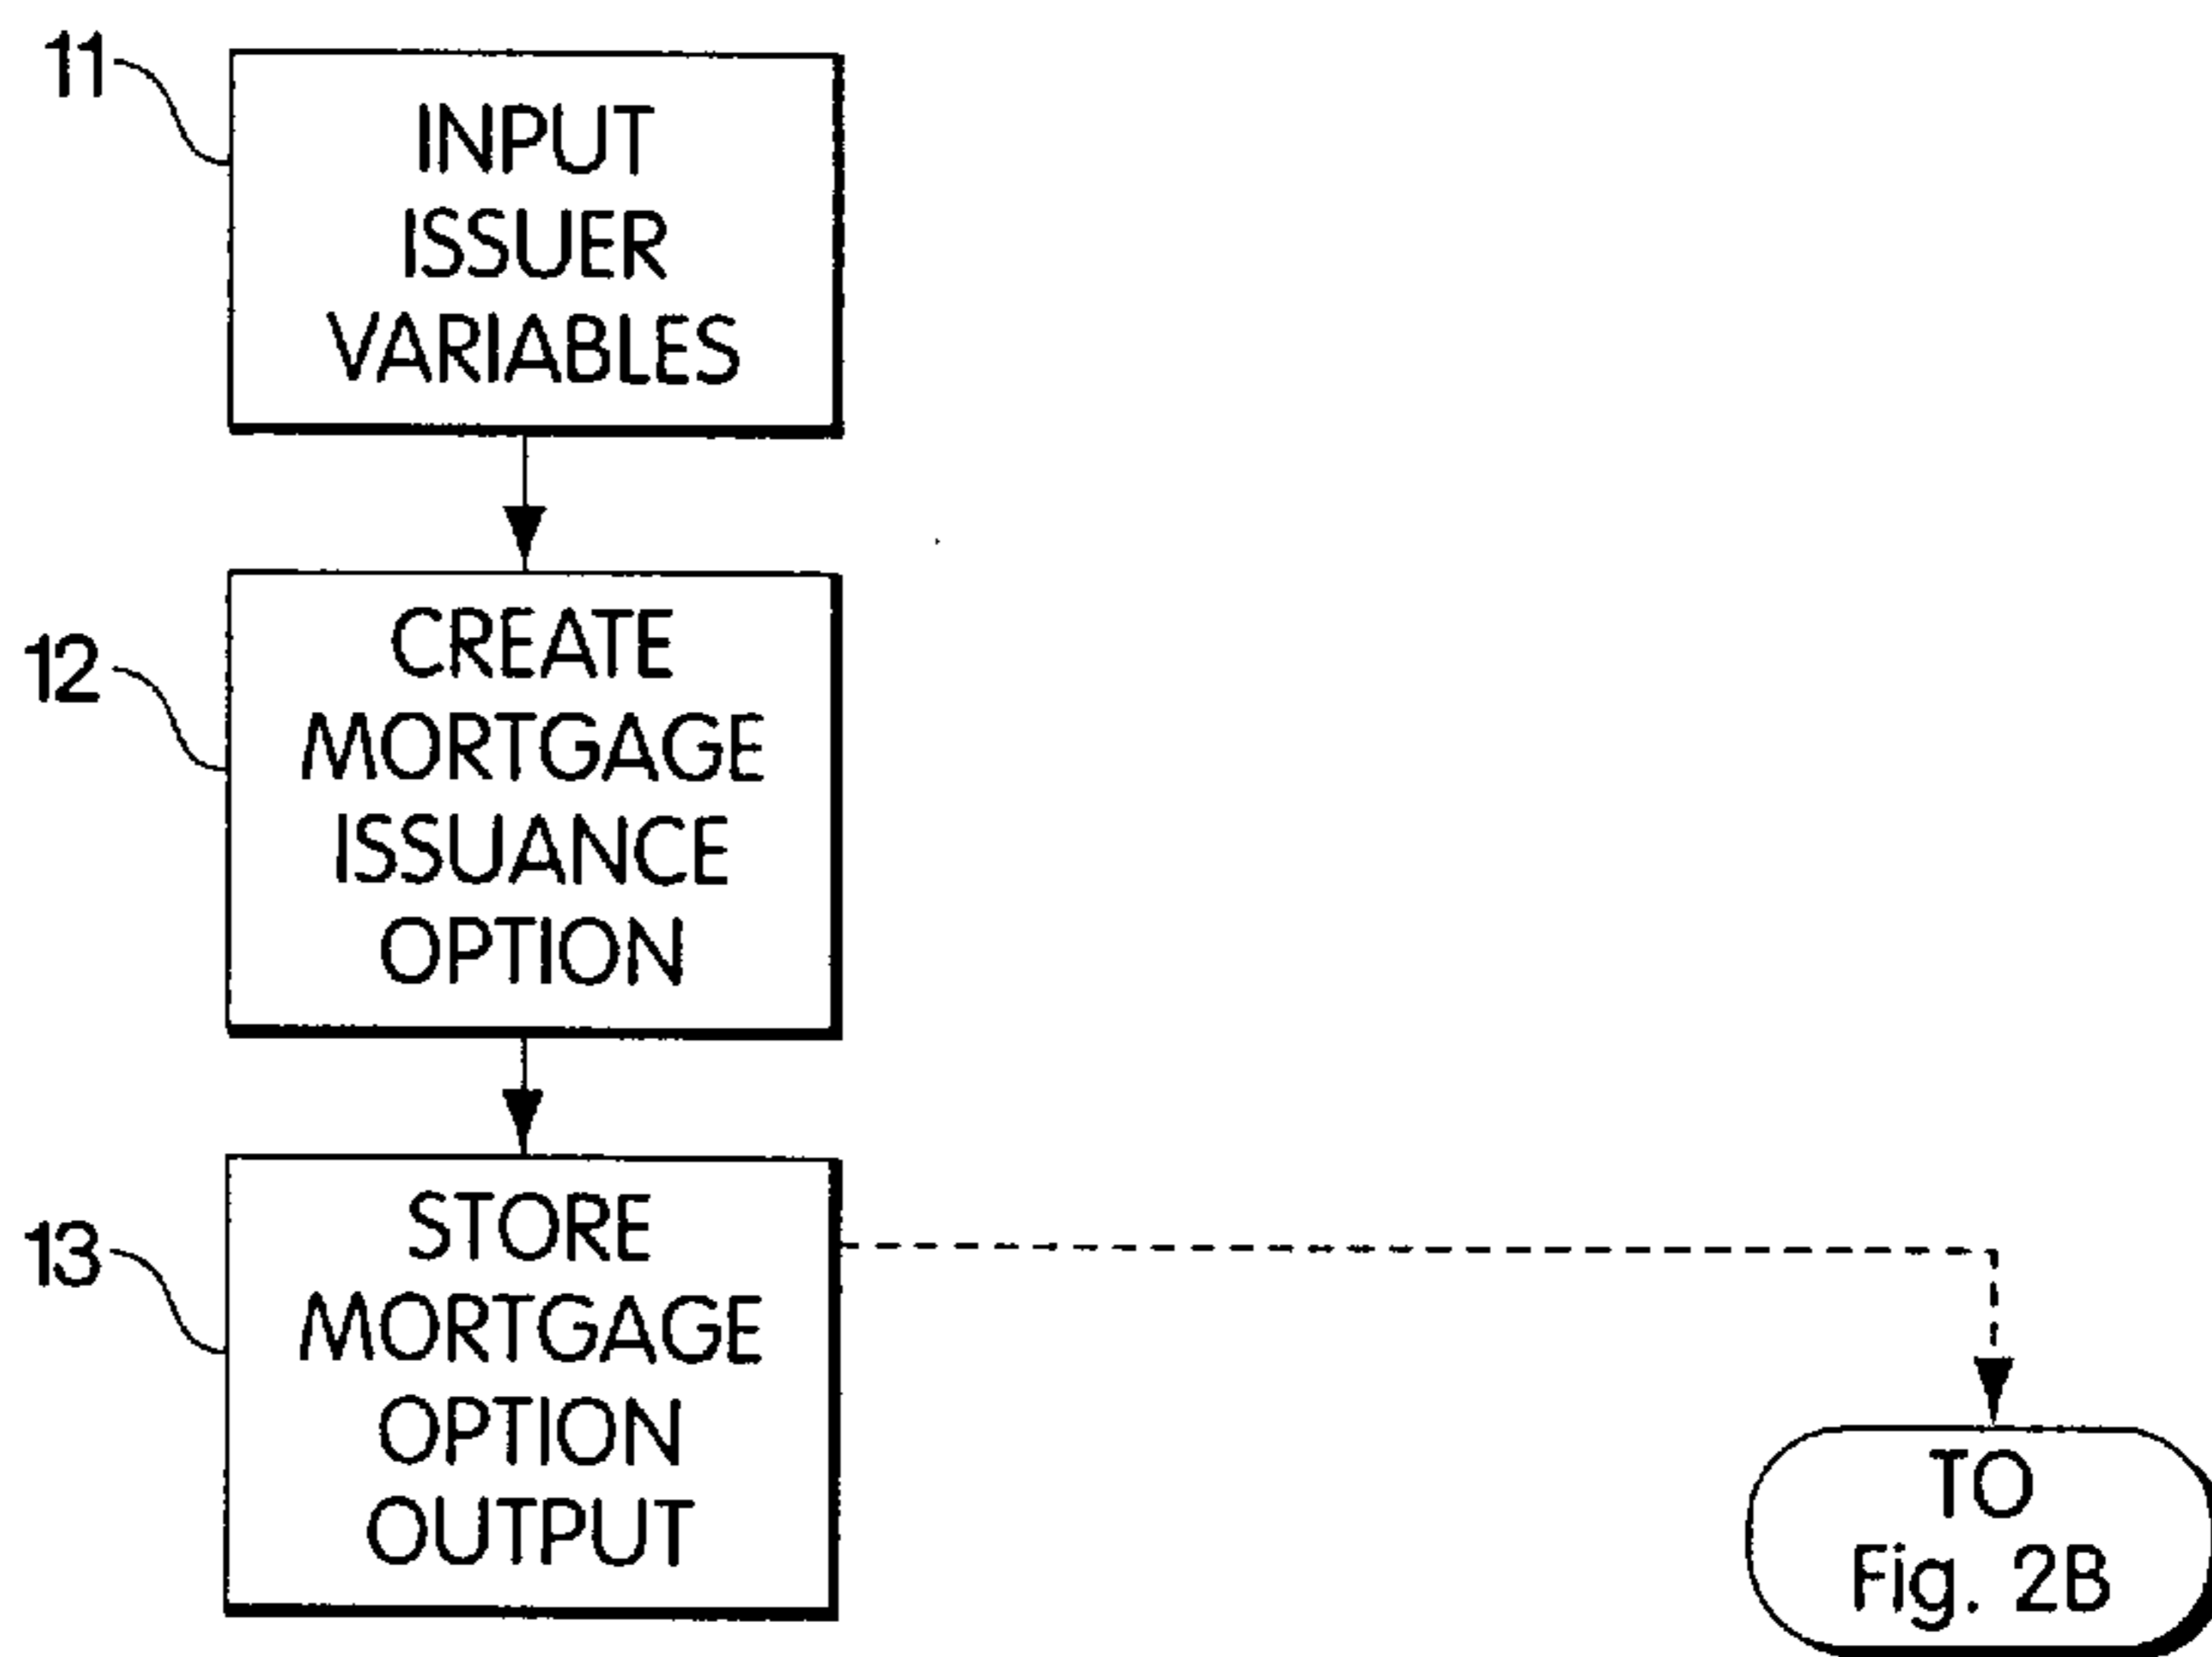 11
INPUT
ISSUER
VARIABLES
12
CREATE
MORTGAGE
ISSUANCE
OPTION
13
STORE
MORTGAGE
OPTION
OUTPUT
TO
Fig. 2B